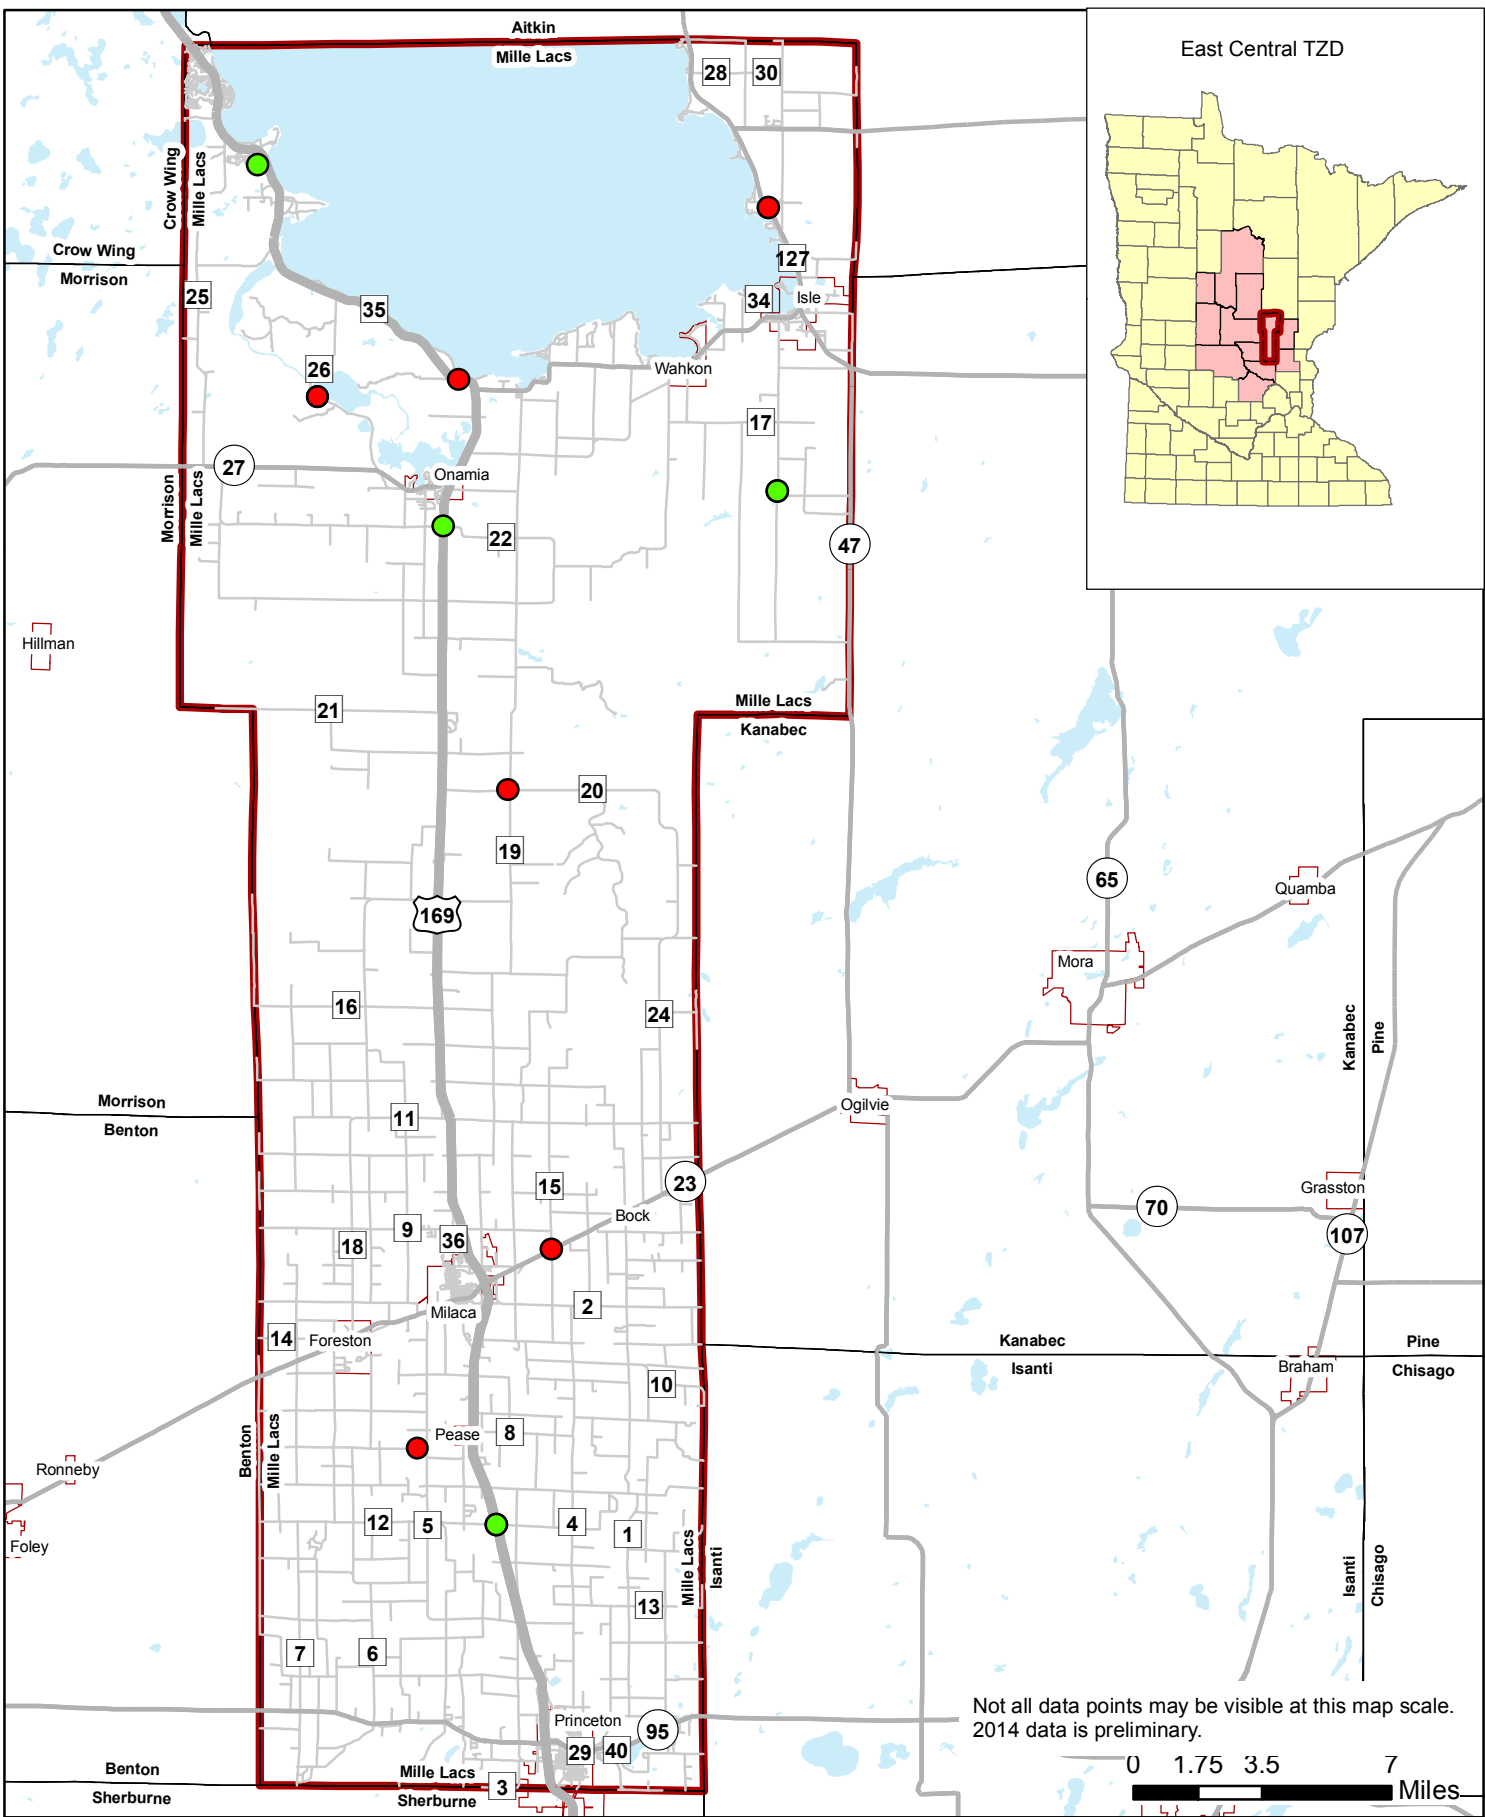 Aitkin
Mille Lacs
East Central TZD
28
30
Crow Wing
Mille Lacs
Crow Wing
Morrison
127
25
35
34
Isle
26
Wahkon
17
27
Onamia
Morrison
Mille Lacs
22
47
Hillman
21
Mille Lacs
Kanabec
20
19
65
169
Quamba
Mora
16
24
Kanabec
Pine
Morrison
Benton
11
Ogilvie
23
15
Grasston
70
Bock
9
36
18
107
2
Milaca
14
Foreston
Kanabec
Isanti
Pine
Chisago
Braham
10
Benton
Mille Lacs
Pease
8
Ronneby
12
5
4
1
Foley
Mille Lacs
Isanti
Isanti
Chisago
13
7
6
Not all data points may be visible at this map scale.
2014 data is preliminary.
Princeton
95
29
40
0 1.75 3.5 7
Miles
Benton
Sherburne
Mille Lacs
Sherburne
3